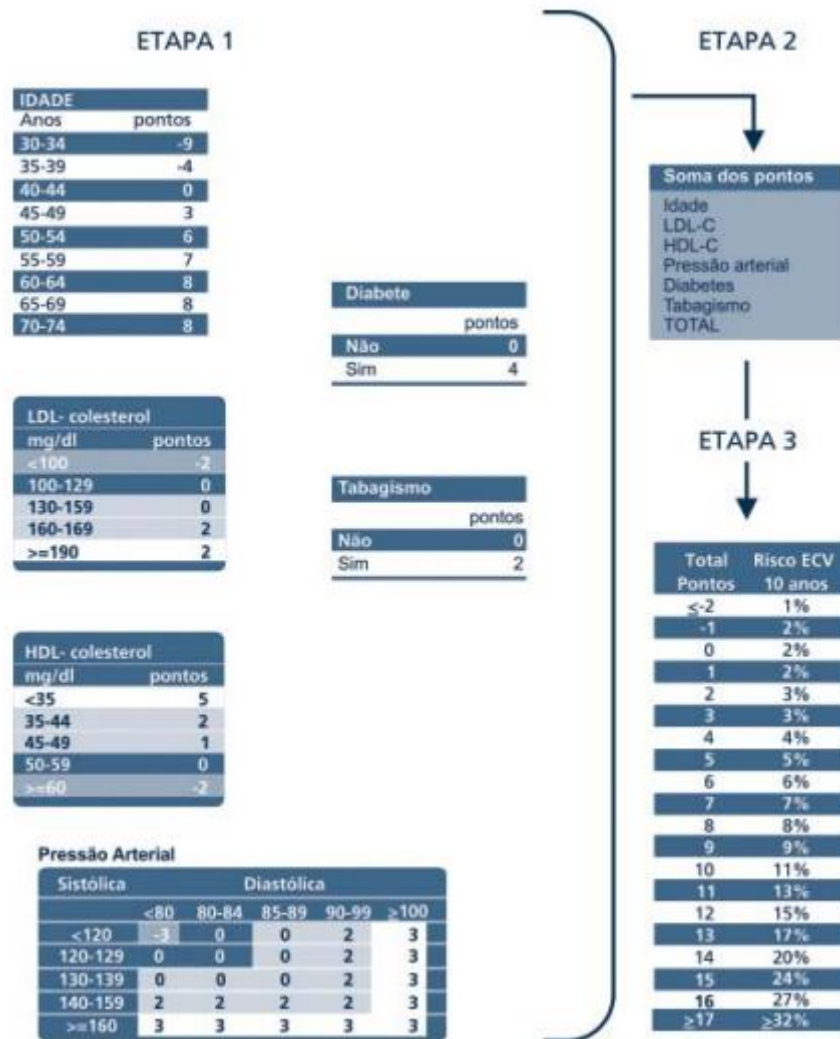 ETAPA 1
IDADE
Anos pontos
30-34 -9
35-39 -4
40-44 0
45-49 3
50-54 6
55-59 7
60-64 8
65-69 8
70-74 8
LDL- colesterol
mg/dl pontos
<100 -2
100-129 0
130-159 0
160-169 2
>=190 2
HDL- colesterol
mg/dl pontos
<35 5
35-44 2
45-49 1
50-59 0
>=60 -2
Diabete
pontos
Não 0
Sim 4
Tabagismo
pontos
Não 0
Sim 2
Pressão Arterial
Sistólica Diastólica
<80 80-84 85-89 90-99 ≥100
<120 -3 0 0 2 3
120-129 0 0 0 2 3
130-139 0 0 0 2 3
140-159 2 2 2 2 3
>=160 3 3 3 3 3
ETAPA 2
Soma dos pontos
Idade
LDL-C
HDL-C
Pressão arterial
Diabetes
Tabagismo
TOTAL
ETAPA 3
Total Risco ECV
Pontos 10 anos
≤-2 1%
-1 2%
0 2%
1 2%
2 3%
3 3%
4 4%
5 5%
6 6%
7 7%
8 8%
9 9%
10 11%
11 13%
12 15%
13 17%
14 20%
15 24%
16 27%
≥17 ≥32%